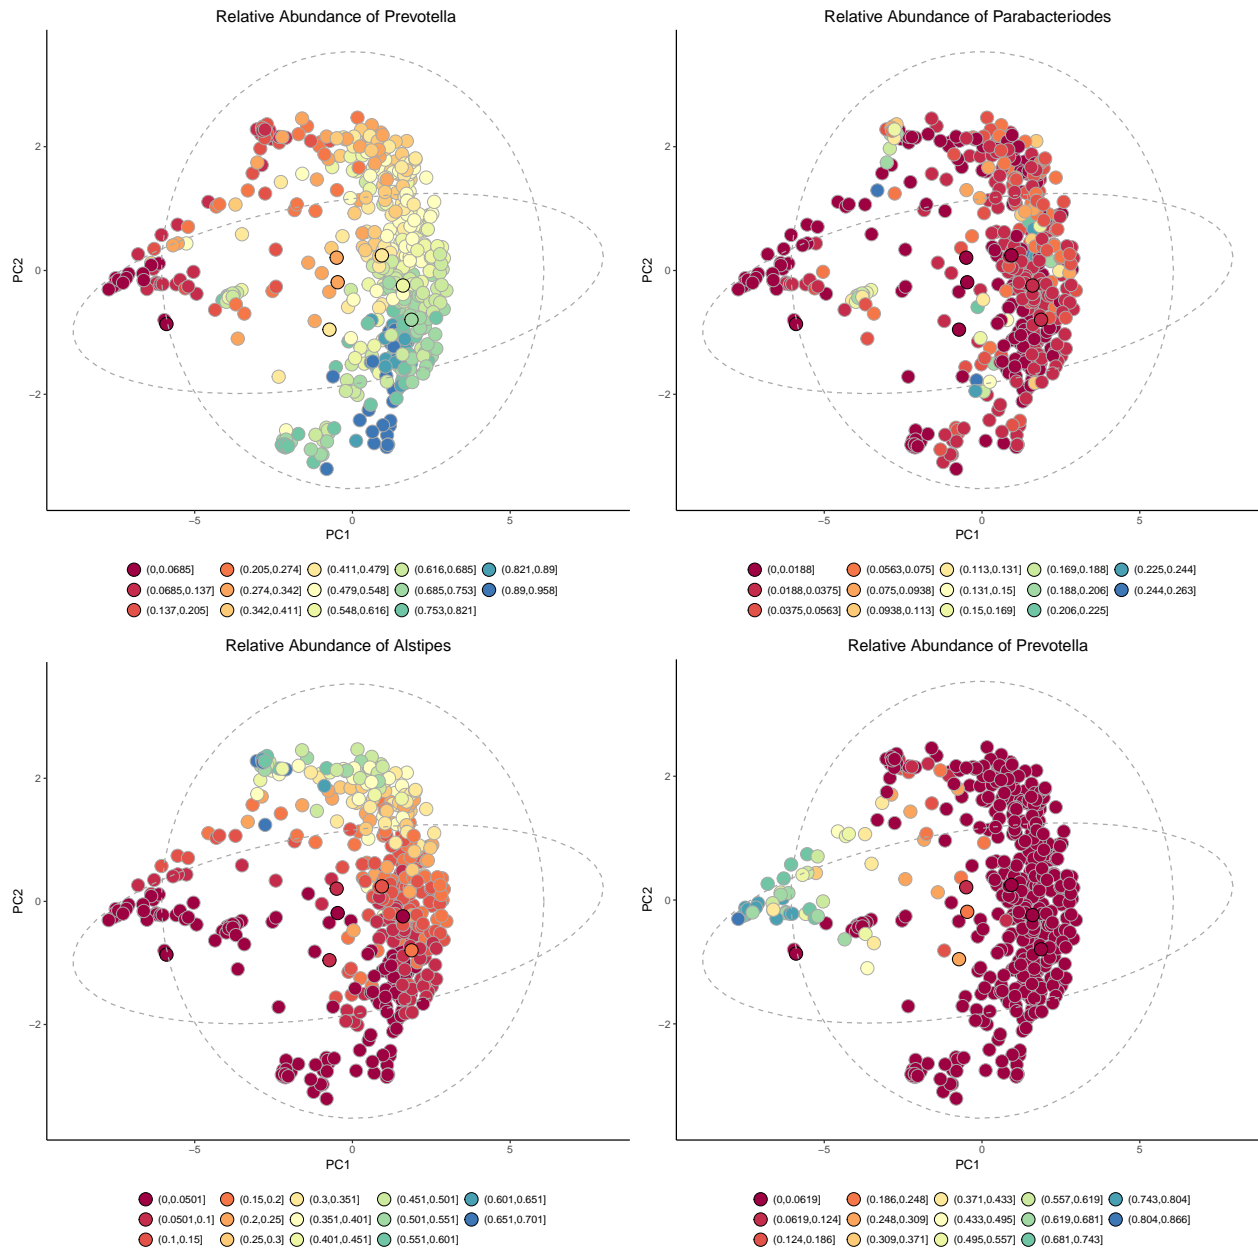 Relative Abundance of Prevotella
PC2
2
0
−2
−5 0 5
PC1
(0,0.0685] (0.205,0.274] (0.411,0.479] (0.616,0.685] (0.821,0.89]
(0.0685,0.137] (0.274,0.342] (0.479,0.548] (0.685,0.753] (0.89,0.958]
(0.137,0.205] (0.342,0.411] (0.548,0.616] (0.753,0.821]
Relative Abundance of Parabacteriodes
PC2
2
0
−2
−5 0 5
PC1
(0,0.0188] (0.0563,0.075] (0.113,0.131] (0.169,0.188] (0.225,0.244]
(0.0188,0.0375] (0.075,0.0938] (0.131,0.15] (0.188,0.206] (0.244,0.263]
(0.0375,0.0563] (0.0938,0.113] (0.15,0.169] (0.206,0.225]
Relative Abundance of Alstipes
PC2
2
0
−2
−5 0 5
PC1
(0,0.0501] (0.15,0.2] (0.3,0.351] (0.451,0.501] (0.601,0.651]
(0.0501,0.1] (0.2,0.25] (0.351,0.401] (0.501,0.551] (0.651,0.701]
(0.1,0.15] (0.25,0.3] (0.401,0.451] (0.551,0.601]
Relative Abundance of Prevotella
PC2
2
0
−2
−5 0 5
PC1
(0,0.0619] (0.186,0.248] (0.371,0.433] (0.557,0.619] (0.743,0.804]
(0.0619,0.124] (0.248,0.309] (0.433,0.495] (0.619,0.681] (0.804,0.866]
(0.124,0.186] (0.309,0.371] (0.495,0.557] (0.681,0.743]